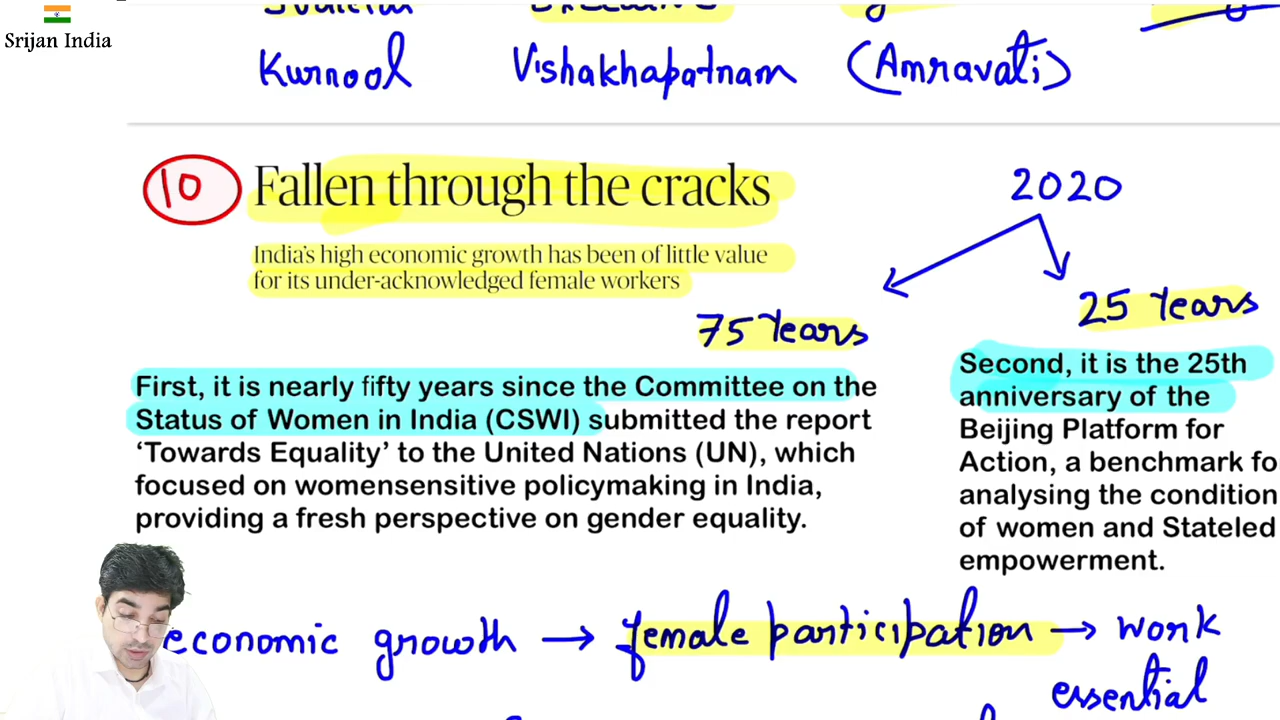 Srijan India
Kurnool Vishakhapatnam (Amravati)
10 Fallen through the cracks
India's high economic growth has been of little value
for its under-acknowledged female workers
2020
75 Years
25 Years
First, it is nearly fifty years since the Committee on the
Status of Women in India (CSWI) submitted the report
‘Towards Equality’ to the United Nations (UN), which
focused on womensensitive policymaking in India,
providing a fresh perspective on gender equality.
Second, it is the 25th
anniversary of the
Beijing Platform for
Action, a benchmark fo
analysing the condition
of women and Stateled
empowerment.
economic growth → female participation → work
essential